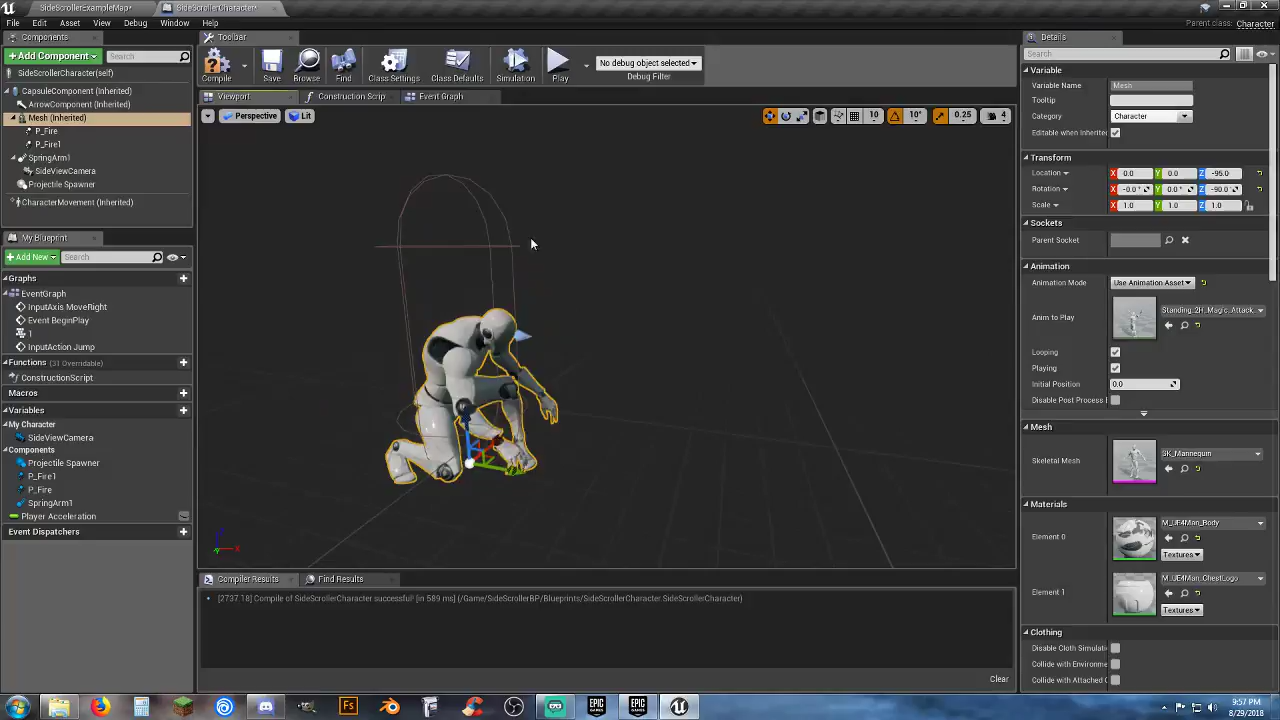 SideScrollerExampleMap*
SideScrollerCharacter*
File Edit Asset View Debug Window Help
Parent class: Character
Components
+ Add Component
Search
SideScrollerCharacter(self)
CapsuleComponent (Inherited)
ArrowComponent (Inherited)
Mesh (Inherited)
P_Fire
P_Fire1
SpringArm1
SideViewCamera
Projectile Spawner
CharacterMovement (Inherited)
My Blueprint
+ Add New
Search
Graphs
EventGraph
InputAxis MoveRight
Event BeginPlay
1
InputAction Jump
Functions (31 Overridable)
ConstructionScript
Macros
Variables
My Character
SideViewCamera
Components
Projectile Spawner
P_Fire1
P_Fire
SpringArm1
Player Acceleration
Event Dispatchers
Toolbar
Compile
Save
Browse
Find
Class Settings
Class Defaults
Simulation
Play
No debug object selected
Debug Filter
Viewport
Construction Scrip
Event Graph
Perspective
Lit
10
10°
0.25
4
X
Compiler Results
Find Results
[2737.18] Compile of SideScrollerCharacter successful! [in 589 ms] (/Game/SideScrollerBP/Blueprints/SideScrollerCharacter.SideScrollerCharacter)
Clear
Details
Search
Variable
Variable Name Mesh
Tooltip
Category Character
Editable when Inherite
Transform
Location X 0.0 Y 0.0 Z -95.0
Rotation X -0.0 ° Y 0.0 ° Z -90.0 °
Scale X 1.0 Y 1.0 Z 1.0
Sockets
Parent Socket
Animation
Animation Mode Use Animation Asset
Anim to Play Standing_2H_Magic_Attack
Looping
Playing
Initial Position 0.0
Disable Post Process
Mesh
Skeletal Mesh SK_Mannequin
Materials
Element 0 M_UE4Man_Body
Textures
Element 1 M_UE4Man_ChestLogo
Textures
Clothing
Disable Cloth Simulati
Collide with Environme
Collide with Attached
Fs
EPIC GAMES
EPIC GAMES
9:57 PM
8/29/2018